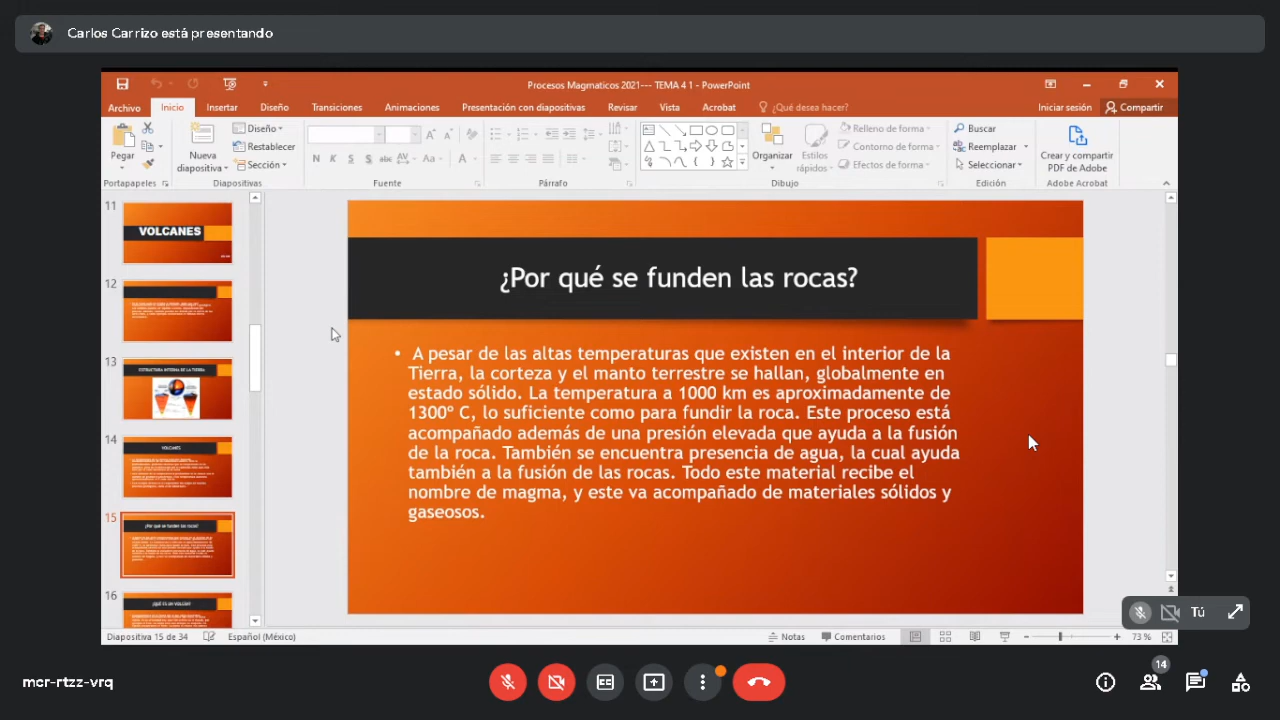 Carlos Carrizo está presentando
Procesos Magmaticos 2021--- TEMA 4 1 - PowerPoint
Archivo Inicio Insertar Diseño Transiciones Animaciones Presentación con diapositivas Revisar Vista Acrobat ¿Qué desea hacer? Iniciar sesión Compartir
Pegar
Nueva diapositiva
Diseño
Restablecer
Sección
N K S S abc AV Aa A
Organizar
Estilos rápidos
Relleno de forma
Contorno de forma
Efectos de forma
Buscar
Reemplazar
Seleccionar
Crear y compartir
PDF de Adobe
Portapapeles Diapositivas Fuente Párrafo Dibujo Edición Adobe Acrobat
11
VOLCANES
12
13
ESTRUCTURA INTERNA DE LA TIERRA
14
VOLCANES
15
¿Por qué se funden las rocas?
16
¿QUÉ ES UN VOLCAN?
¿Por qué se funden las rocas?
• A pesar de las altas temperaturas que existen en el interior de la
Tierra, la corteza y el manto terrestre se hallan, globalmente en
estado sólido. La temperatura a 1000 km es aproximadamente de
1300º C, lo suficiente como para fundir la roca. Este proceso está
acompañado además de una presión elevada que ayuda a la fusión
de la roca. También se encuentra presencia de agua, la cual ayuda
también a la fusión de las rocas. Todo este material recibe el
nombre de magma, y este va acompañado de materiales sólidos y
gaseosos.
Tú
Diapositiva 15 de 34 Español (México) Notas Comentarios 73 %
mcr-rtzz-vrq
14